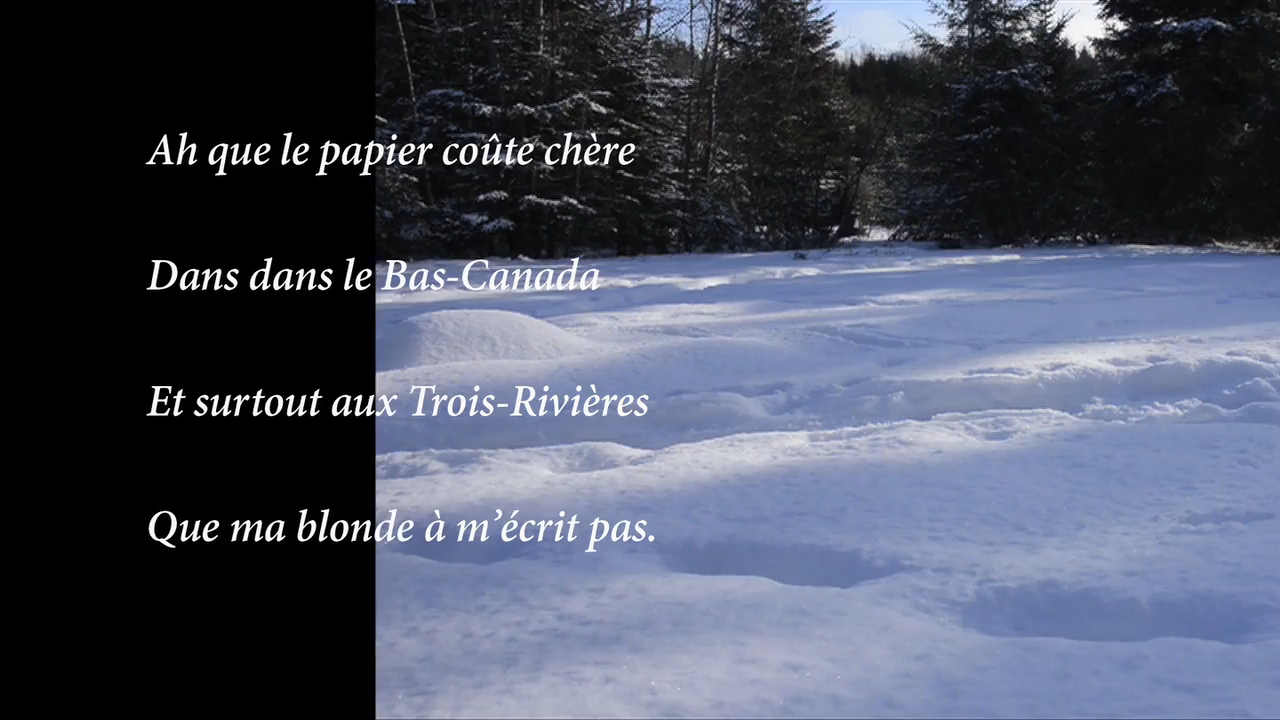 Ah que le papier coûte chère
Dans dans le Bas-Canada
Et surtout aux Trois-Rivières
Que ma blonde à m’écrit pas.